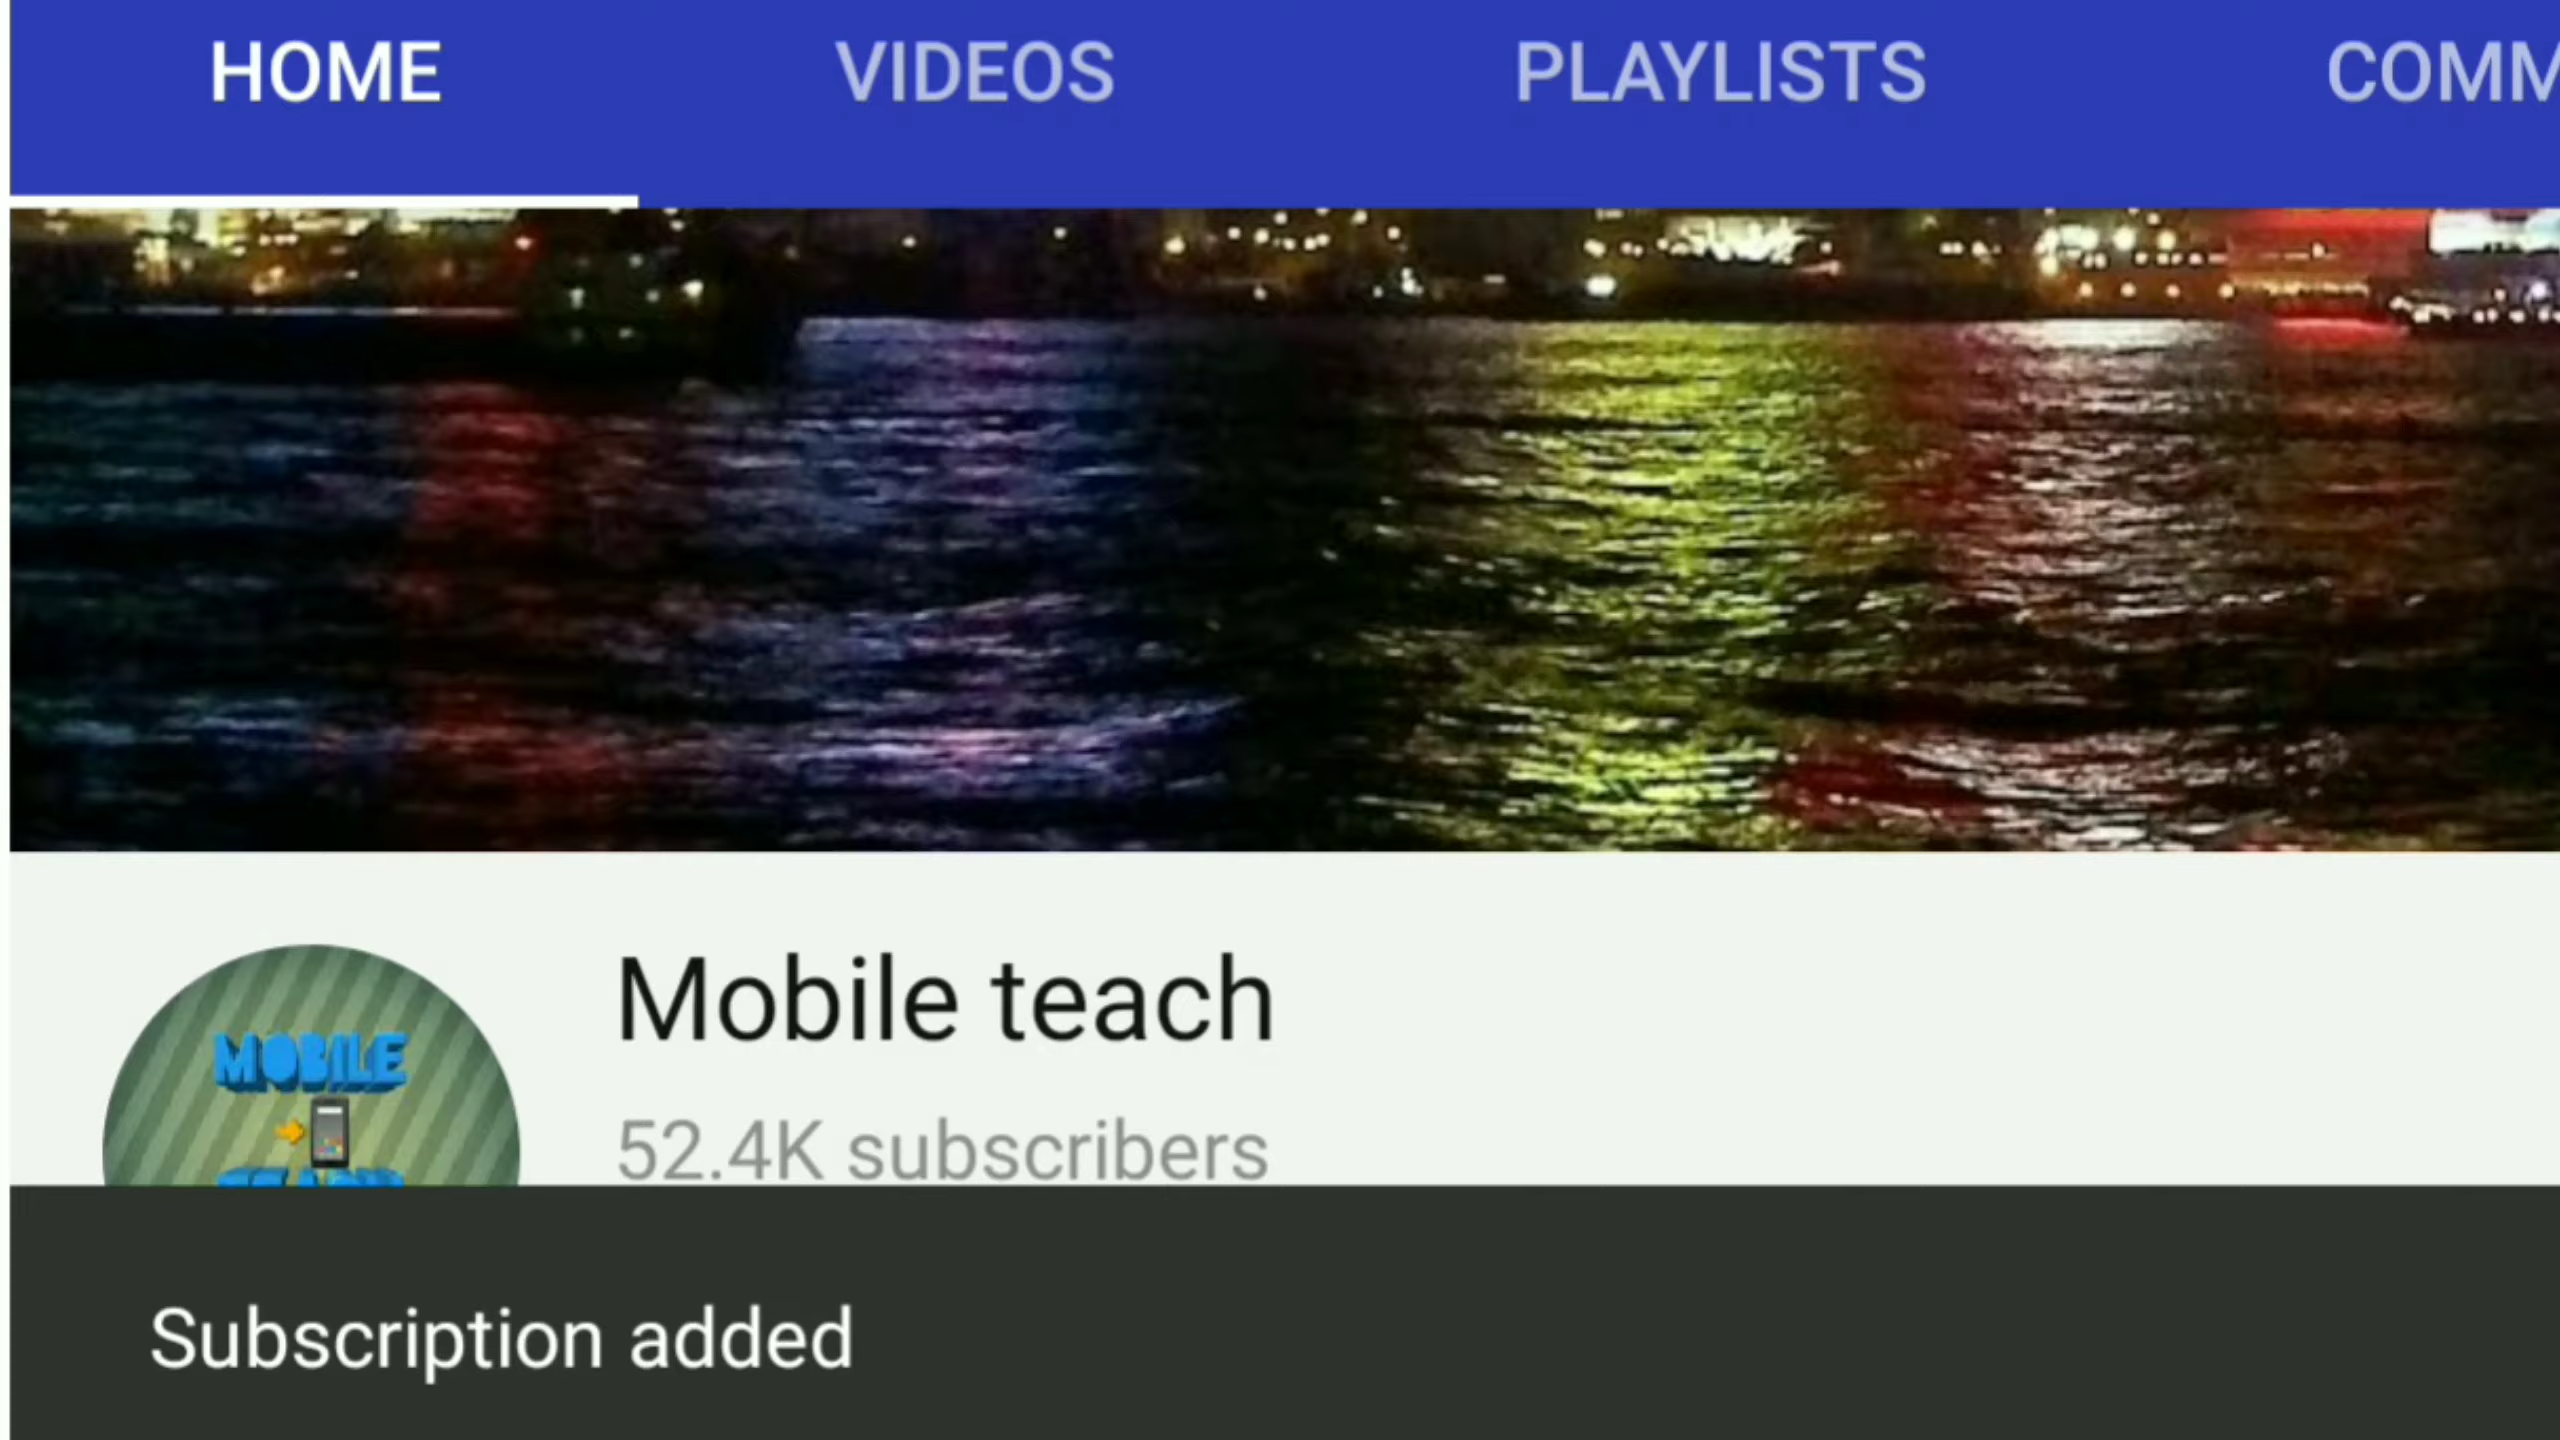 HOME VIDEOS PLAYLISTS COMM
Mobile teach
MOBILE
52.4K subscribers
Subscription added